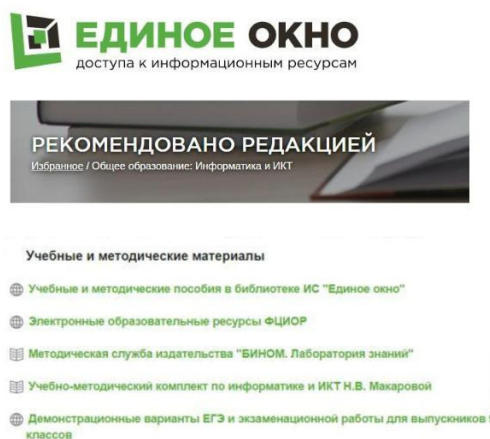 ЕДИНОЕ ОКНО
доступа к информационным ресурсам
РЕКОМЕНДОВАНО РЕДАКЦИЕЙ
Избранное / Общее образование: Информатика и ИКТ
Учебные и методические материалы
Учебные и методические пособия в библиотеке ИС "Единое окно"
Электронные образовательные ресурсы ФЦИОР
Методическая служба издательства "БИНОМ. Лаборатория знаний"
Учебно-методический комплект по информатике и ИКТ Н.В. Макаровой
Демонстрационные варианты ЕГЭ и экзаменационной работы для выпускников
классов